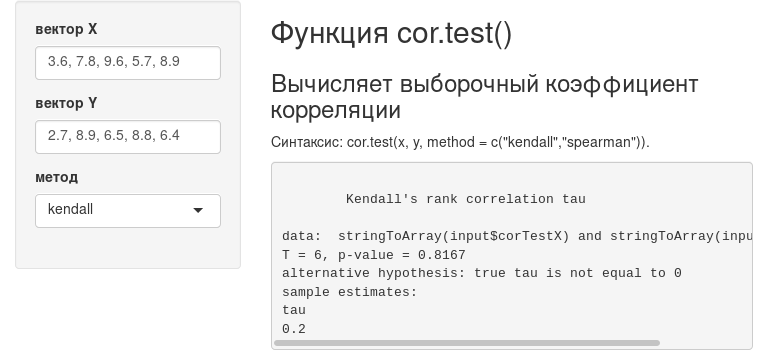 вектор X
3.6, 7.8, 9.6, 5.7, 8.9
вектор Y
2.7, 8.9, 6.5, 8.8, 6.4
метод
kendall
Функция cor.test()
Вычисляет выборочный коэффициент
корреляции
Синтаксис: cor.test(x, y, method = c("kendall","spearman")).
Kendall's rank correlation tau
data:  stringToArray(input$corTestX) and stringToArray(inpu
T = 6, p-value = 0.8167
alternative hypothesis: true tau is not equal to 0
sample estimates:
tau
0.2